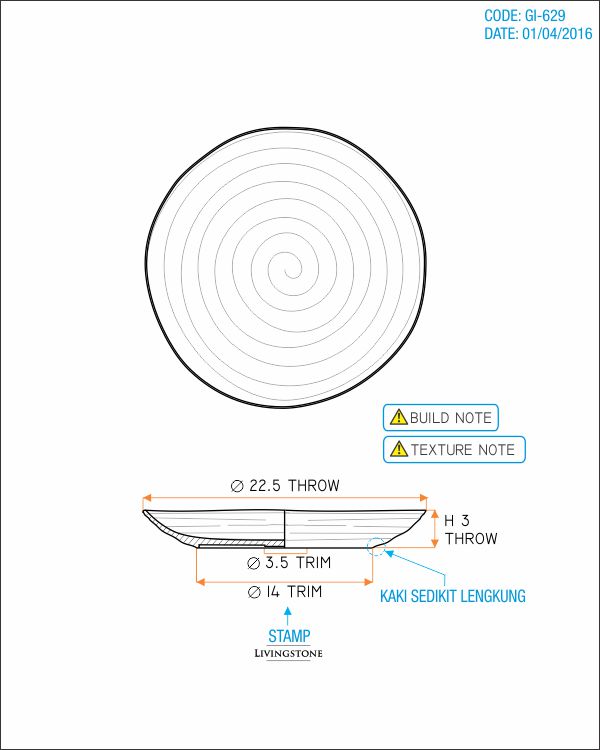 CODE: GI-629
DATE: 01/04/2016
BUILD NOTE
TEXTURE NOTE
∅ 22.5 THROW
H 3
THROW
∅ 3.5 TRIM
∅ 14 TRIM
KAKI SEDIKIT LENGKUNG
STAMP
LIVINGSTONE